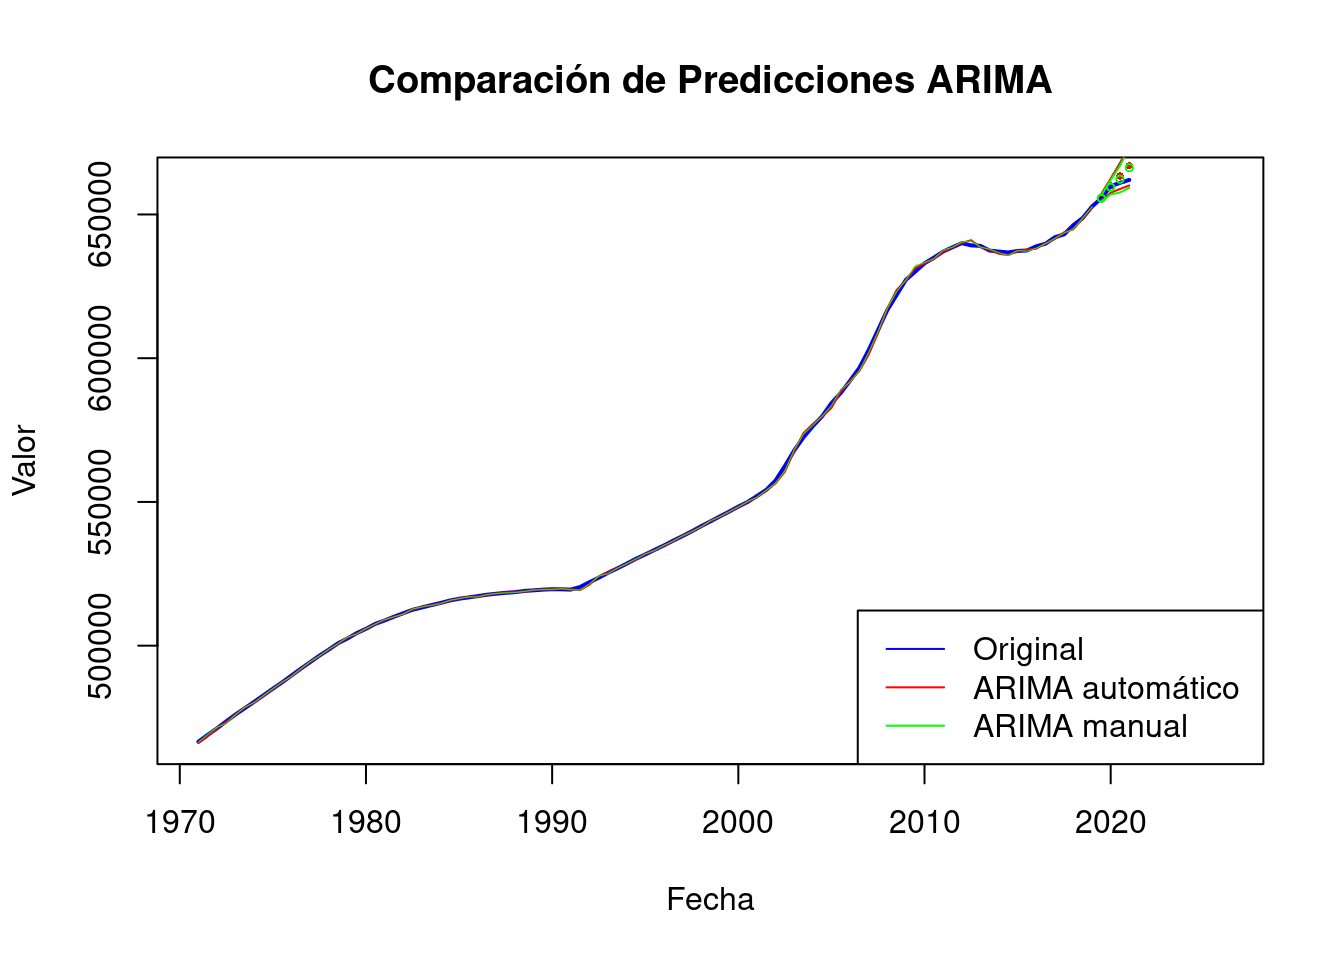 Comparación de Predicciones ARIMA
Valor
650000
600000
550000
500000
1970 1980 1990 2000 2010 2020
Fecha
Original
ARIMA automático
ARIMA manual